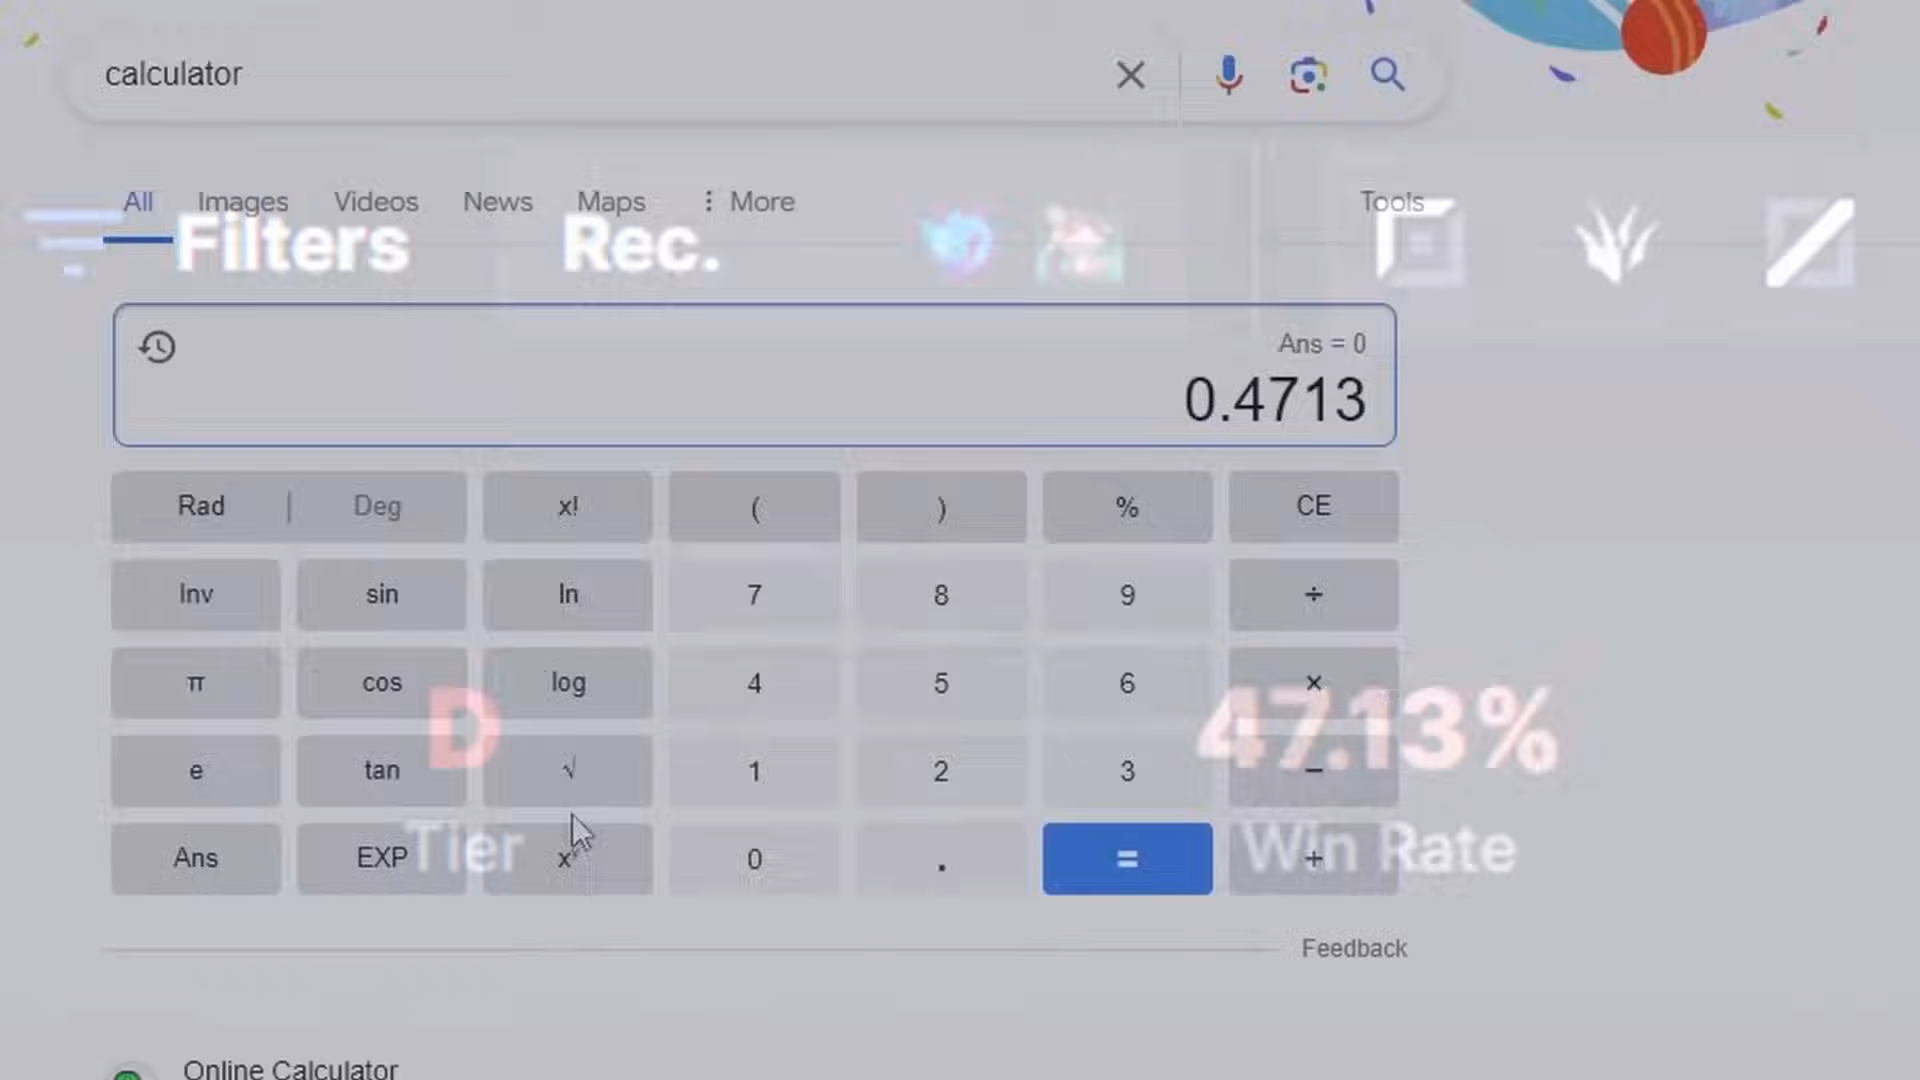 calculator
All Images Videos News Maps More Tools
Filters Rec.
Ans = 0
0.4713
Rad | Deg x! ( ) % CE
Inv sin ln 7 8 9 ÷
π cos log 4 5 6 ×
D 47.13%
e tan √ 1 2 3 −
Tier Win Rate
Ans EXP xʸ 0 . = +
Feedback
Online Calculator